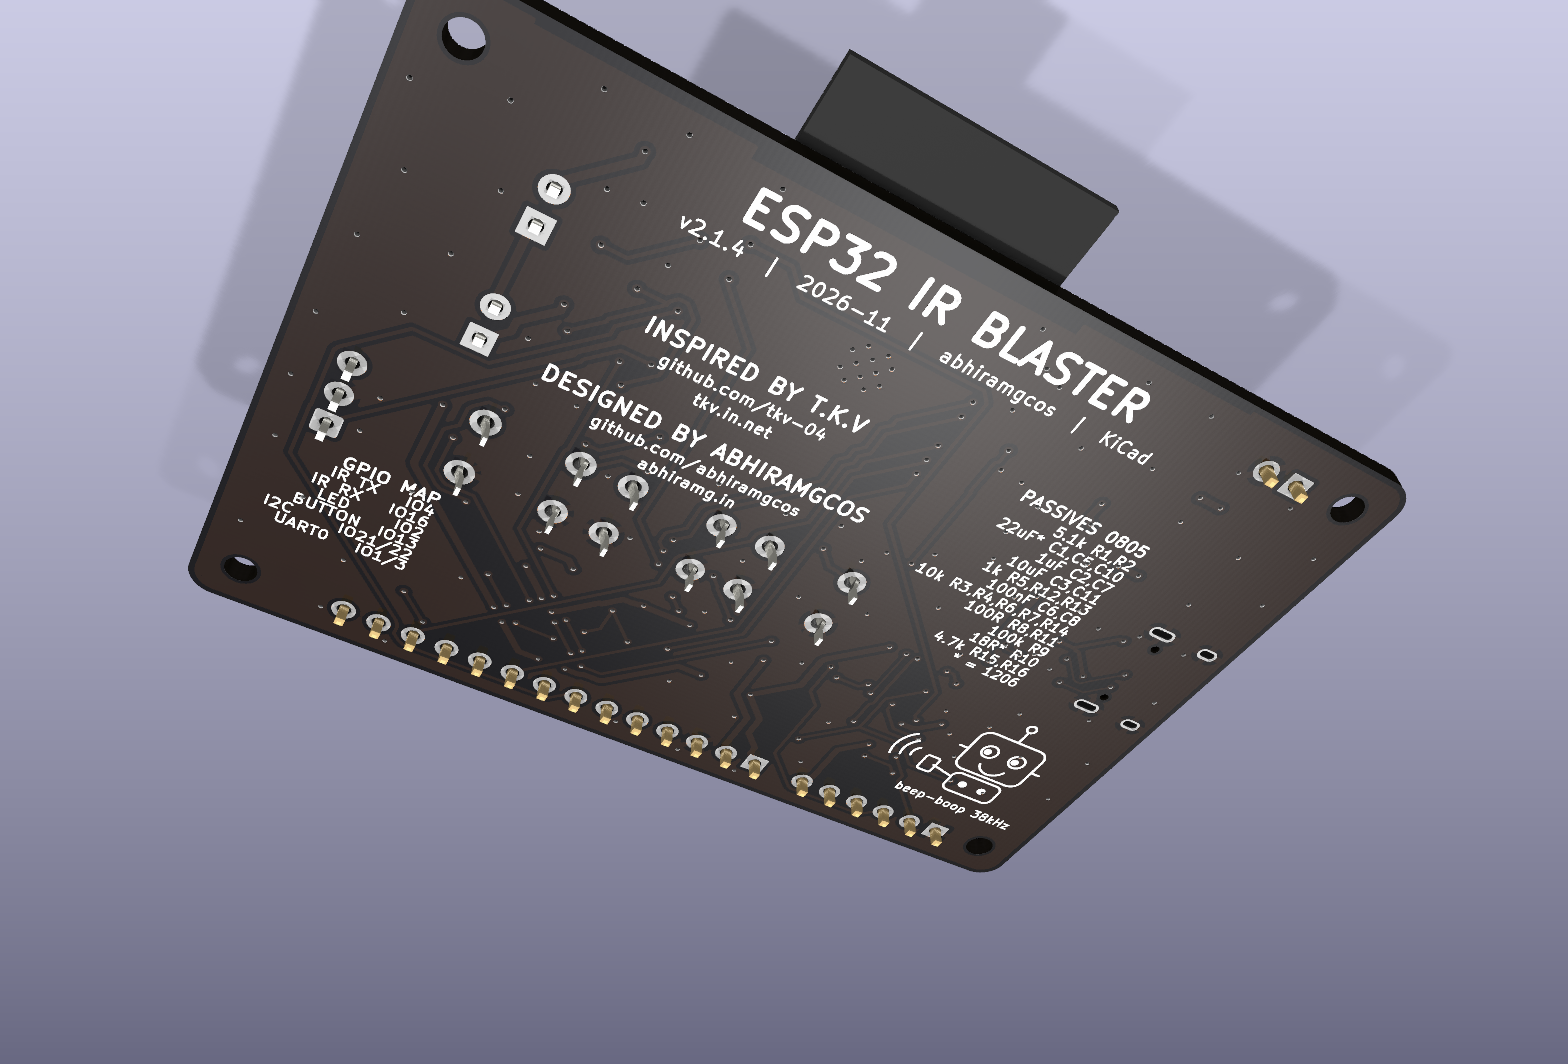 ESP32 IR BLASTER
v2.1.4 | 2026-11 | abhiramgcos | KiCad
INSPIRED BY T.K.V
github.com/tkv-04
tkv.in.net
DESIGNED BY ABHIRAMGCOS
github.com/abhiramgcos
abhiramg.in
GPIO MAP
IR TX IO4
IR RX IO16
LED IO2
BUTTON IO13
I2C IO21/22
UART0 IO1/3
PASSIVES 0805
5.1k R1,R2
22uF* C1,C5,C10
1uF C2,C7
10uF C3,C11
1k R5,R12,R13
100nF C6,C8
10k R3,R4,R6,R7,R14
100R R8,R11
100k R9
18R* R10
4.7k R15,R16
* = 1206
beep-boop 38kHz